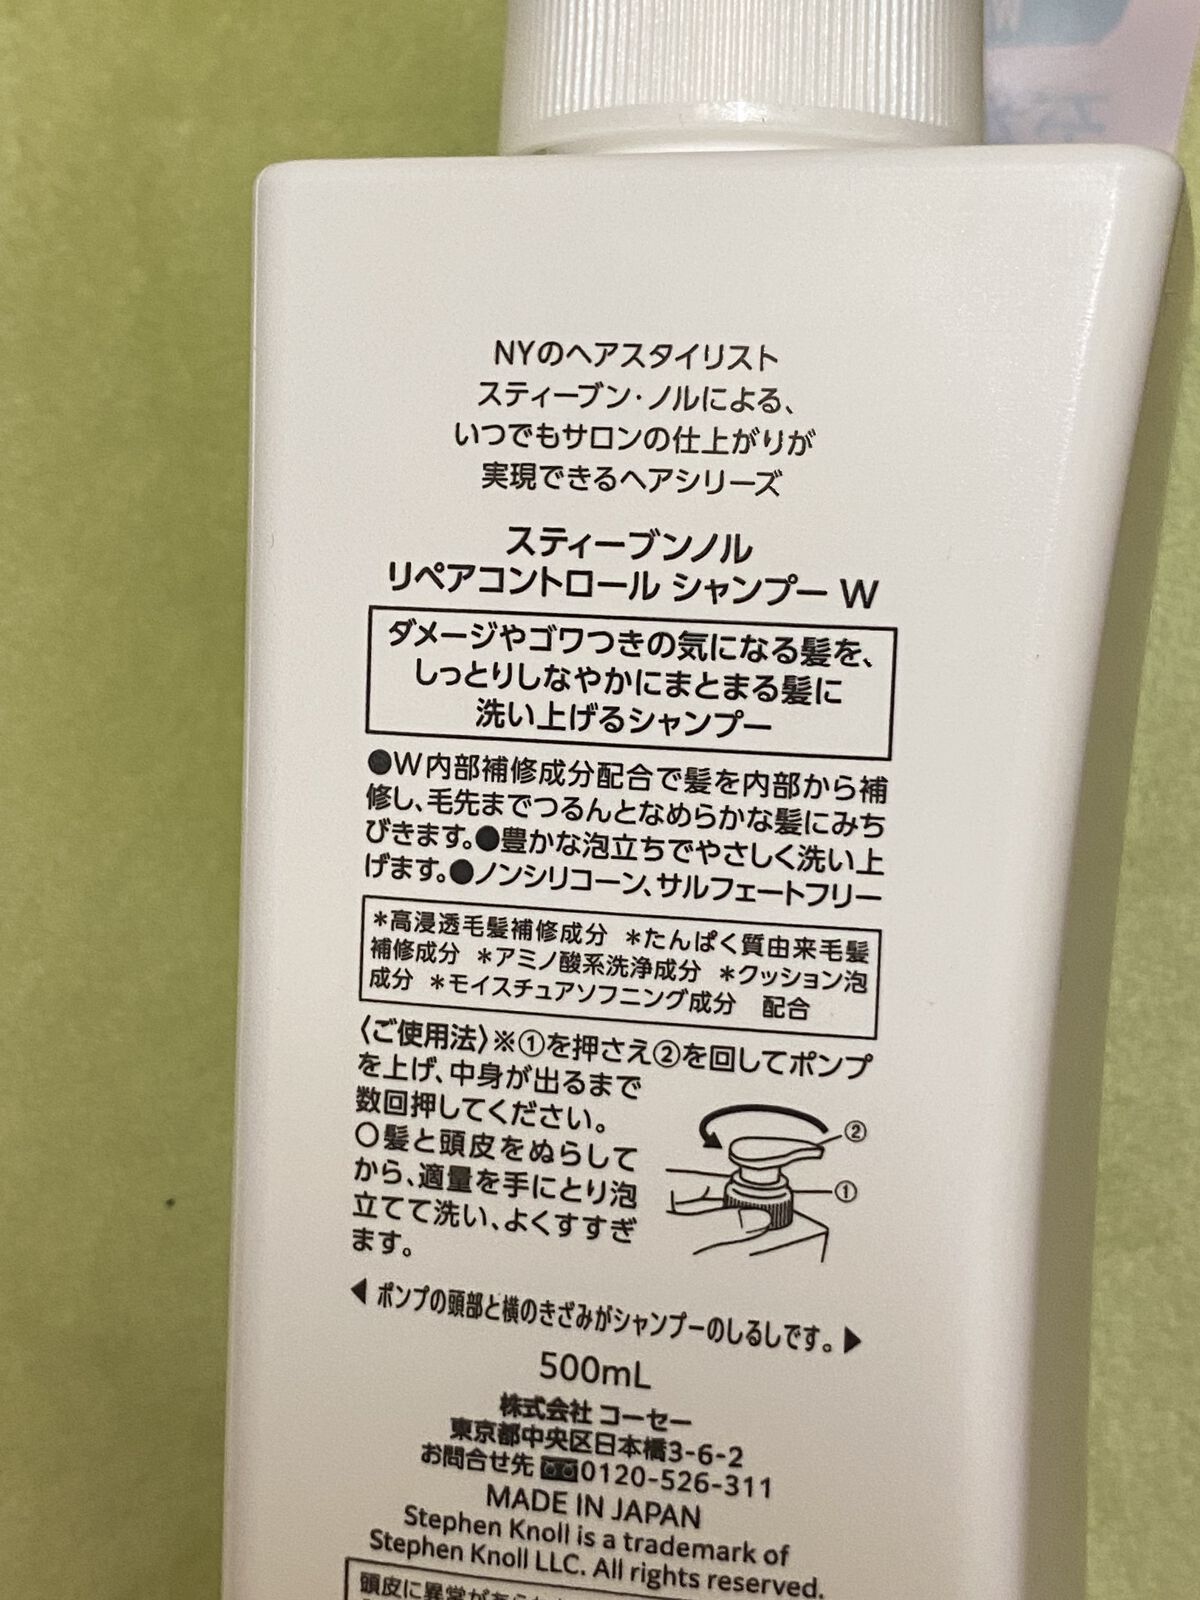 NYのヘアスタイリスト
スティーブン・ノルによる、
いつでもサロンの仕上がりが
実現できるヘアシリーズ
スティーブンノル
リペアコントロール シャンプー W
ダメージやゴワつきの気になる髪を、
しっとりしなやかにまとまる髪に
洗い上げるシャンプー
●W内部補修成分配合で髪を内部から補
修し、毛先までつるんとなめらかな髪にみち
びきます。●豊かな泡立ちでやさしく洗い上
げます。●ノンシリコーン、サルフェートフリー
*高浸透毛髪補修成分 *たんぱく質由来毛髪
補修成分 *アミノ酸系洗浄成分 *クッション泡
成分 *モイスチュアソフニング成分 配合
〈ご使用法〉※①を押さえ②を回してポンプ
を上げ、中身が出るまで
数回押してください。
○髪と頭皮をぬらして
から、適量を手にとり泡
立てて洗い、よくすすぎ
ます。
②
①
◀ ポンプの頭部と横のきざみがシャンプーのしるしです。▶
500mL
株式会社 コーセー
東京都中央区日本橋3-6-2
お問合せ先 0120-526-311
MADE IN JAPAN
Stephen Knoll is a trademark of
Stephen Knoll LLC. All rights reserved.
頭皮に異常があ